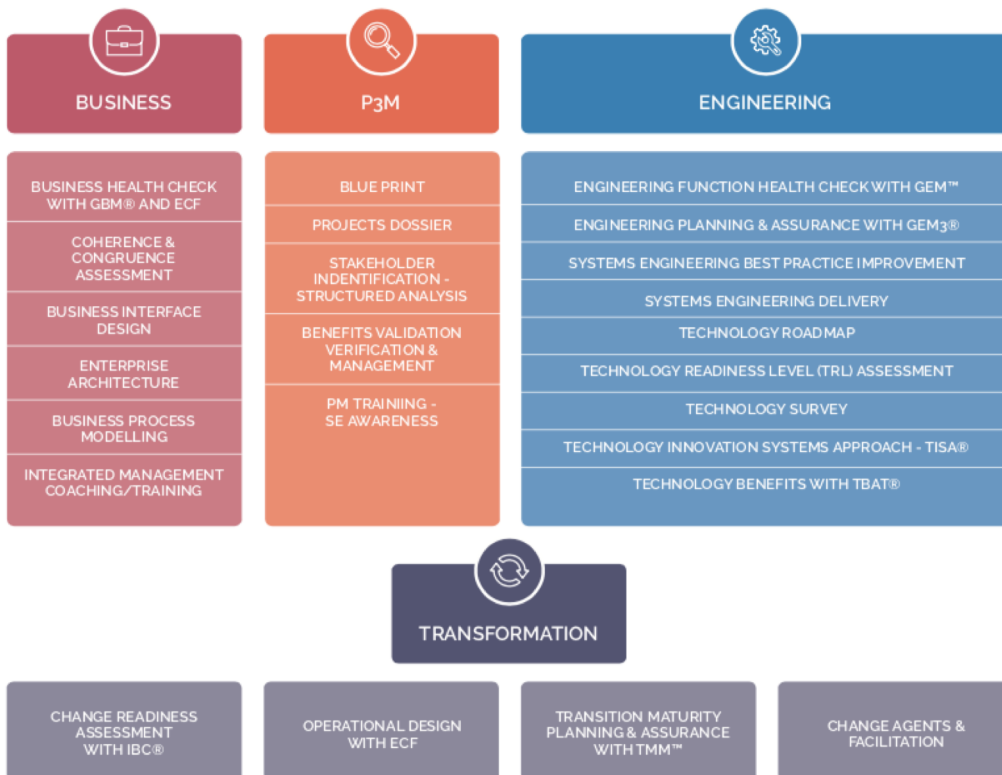 BUSINESS
BUSINESS HEALTH CHECK
WITH GBM® AND ECF
COHERENCE &
CONGRUENCE
ASSESSMENT
BUSINESS INTERFACE
DESIGN
ENTERPRISE
ARCHITECTURE
BUSINESS PROCESS
MODELLING
INTEGRATED MANAGEMENT
COACHING/TRAINING
P3M
BLUE PRINT
PROJECTS DOSSIER
STAKEHOLDER
INDENTIFICATION -
STRUCTURED ANALYSIS
BENEFITS VALIDATION
VERIFICATION &
MANAGEMENT
PM TRAINIING -
SE AWARENESS
ENGINEERING
ENGINEERING FUNCTION HEALTH CHECK WITH GEM™
ENGINEERING PLANNING & ASSURANCE WITH GEM3®
SYSTEMS ENGINEERING BEST PRACTICE IMPROVEMENT
SYSTEMS ENGINEERING DELIVERY
TECHNOLOGY ROADMAP
TECHNOLOGY READINESS LEVEL (TRL) ASSESSMENT
TECHNOLOGY SURVEY
TECHNOLOGY INNOVATION SYSTEMS APPROACH - TISA®
TECHNOLOGY BENEFITS WITH TBAT®
TRANSFORMATION
CHANGE READINESS
ASSESSMENT
WITH IBC®
OPERATIONAL DESIGN
WITH ECF
TRANSITION MATURITY
PLANNING & ASSURANCE
WITH TMM™
CHANGE AGENTS &
FACILITATION